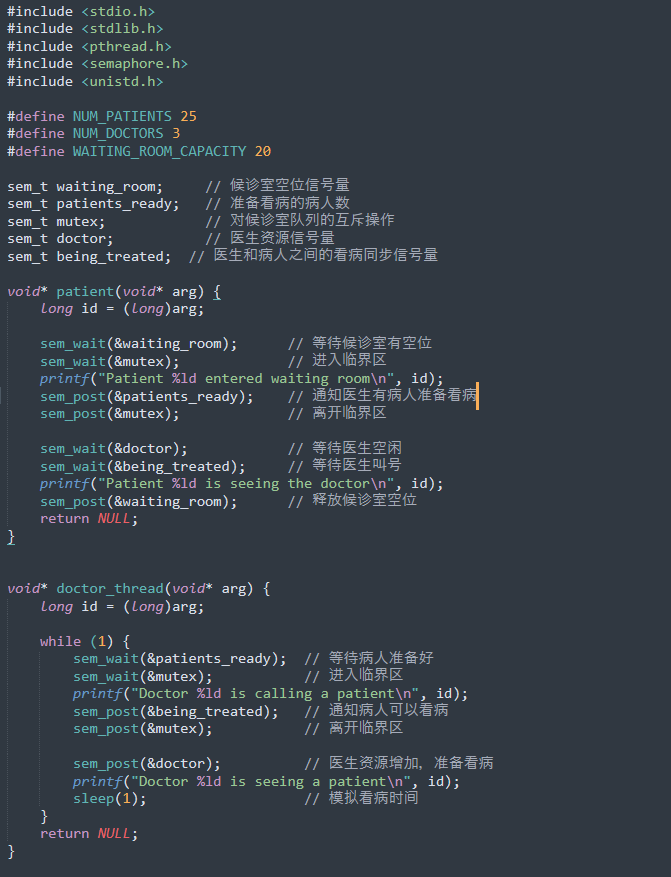 #include <stdio.h>
#include <stdlib.h>
#include <pthread.h>
#include <semaphore.h>
#include <unistd.h>

#define NUM_PATIENTS 25
#define NUM_DOCTORS 3
#define WAITING_ROOM_CAPACITY 20

sem_t waiting_room;     // 候诊室空位信号量
sem_t patients_ready;   // 准备看病的病人数
sem_t mutex;            // 对候诊室队列的互斥操作
sem_t doctor;           // 医生资源信号量
sem_t being_treated;  // 医生和病人之间的看病同步信号量

void* patient(void* arg) {
    long id = (long)arg;

    sem_wait(&waiting_room);      // 等待候诊室有空位
    sem_wait(&mutex);             // 进入临界区
    printf("Patient %ld entered waiting room\n", id);
    sem_post(&patients_ready);    // 通知医生有病人准备看病
    sem_post(&mutex);             // 离开临界区

    sem_wait(&doctor);            // 等待医生空闲
    sem_wait(&being_treated);     // 等待医生叫号
    printf("Patient %ld is seeing the doctor\n", id);
    sem_post(&waiting_room);      // 释放候诊室空位
    return NULL;
}


void* doctor_thread(void* arg) {
    long id = (long)arg;

    while (1) {
        sem_wait(&patients_ready);  // 等待病人准备好
        sem_wait(&mutex);           // 进入临界区
        printf("Doctor %ld is calling a patient\n", id);
        sem_post(&being_treated);   // 通知病人可以看病
        sem_post(&mutex);           // 离开临界区

        sem_post(&doctor);          // 医生资源增加，准备看病
        printf("Doctor %ld is seeing a patient\n", id);
        sleep(1);                   // 模拟看病时间
    }
    return NULL;
}